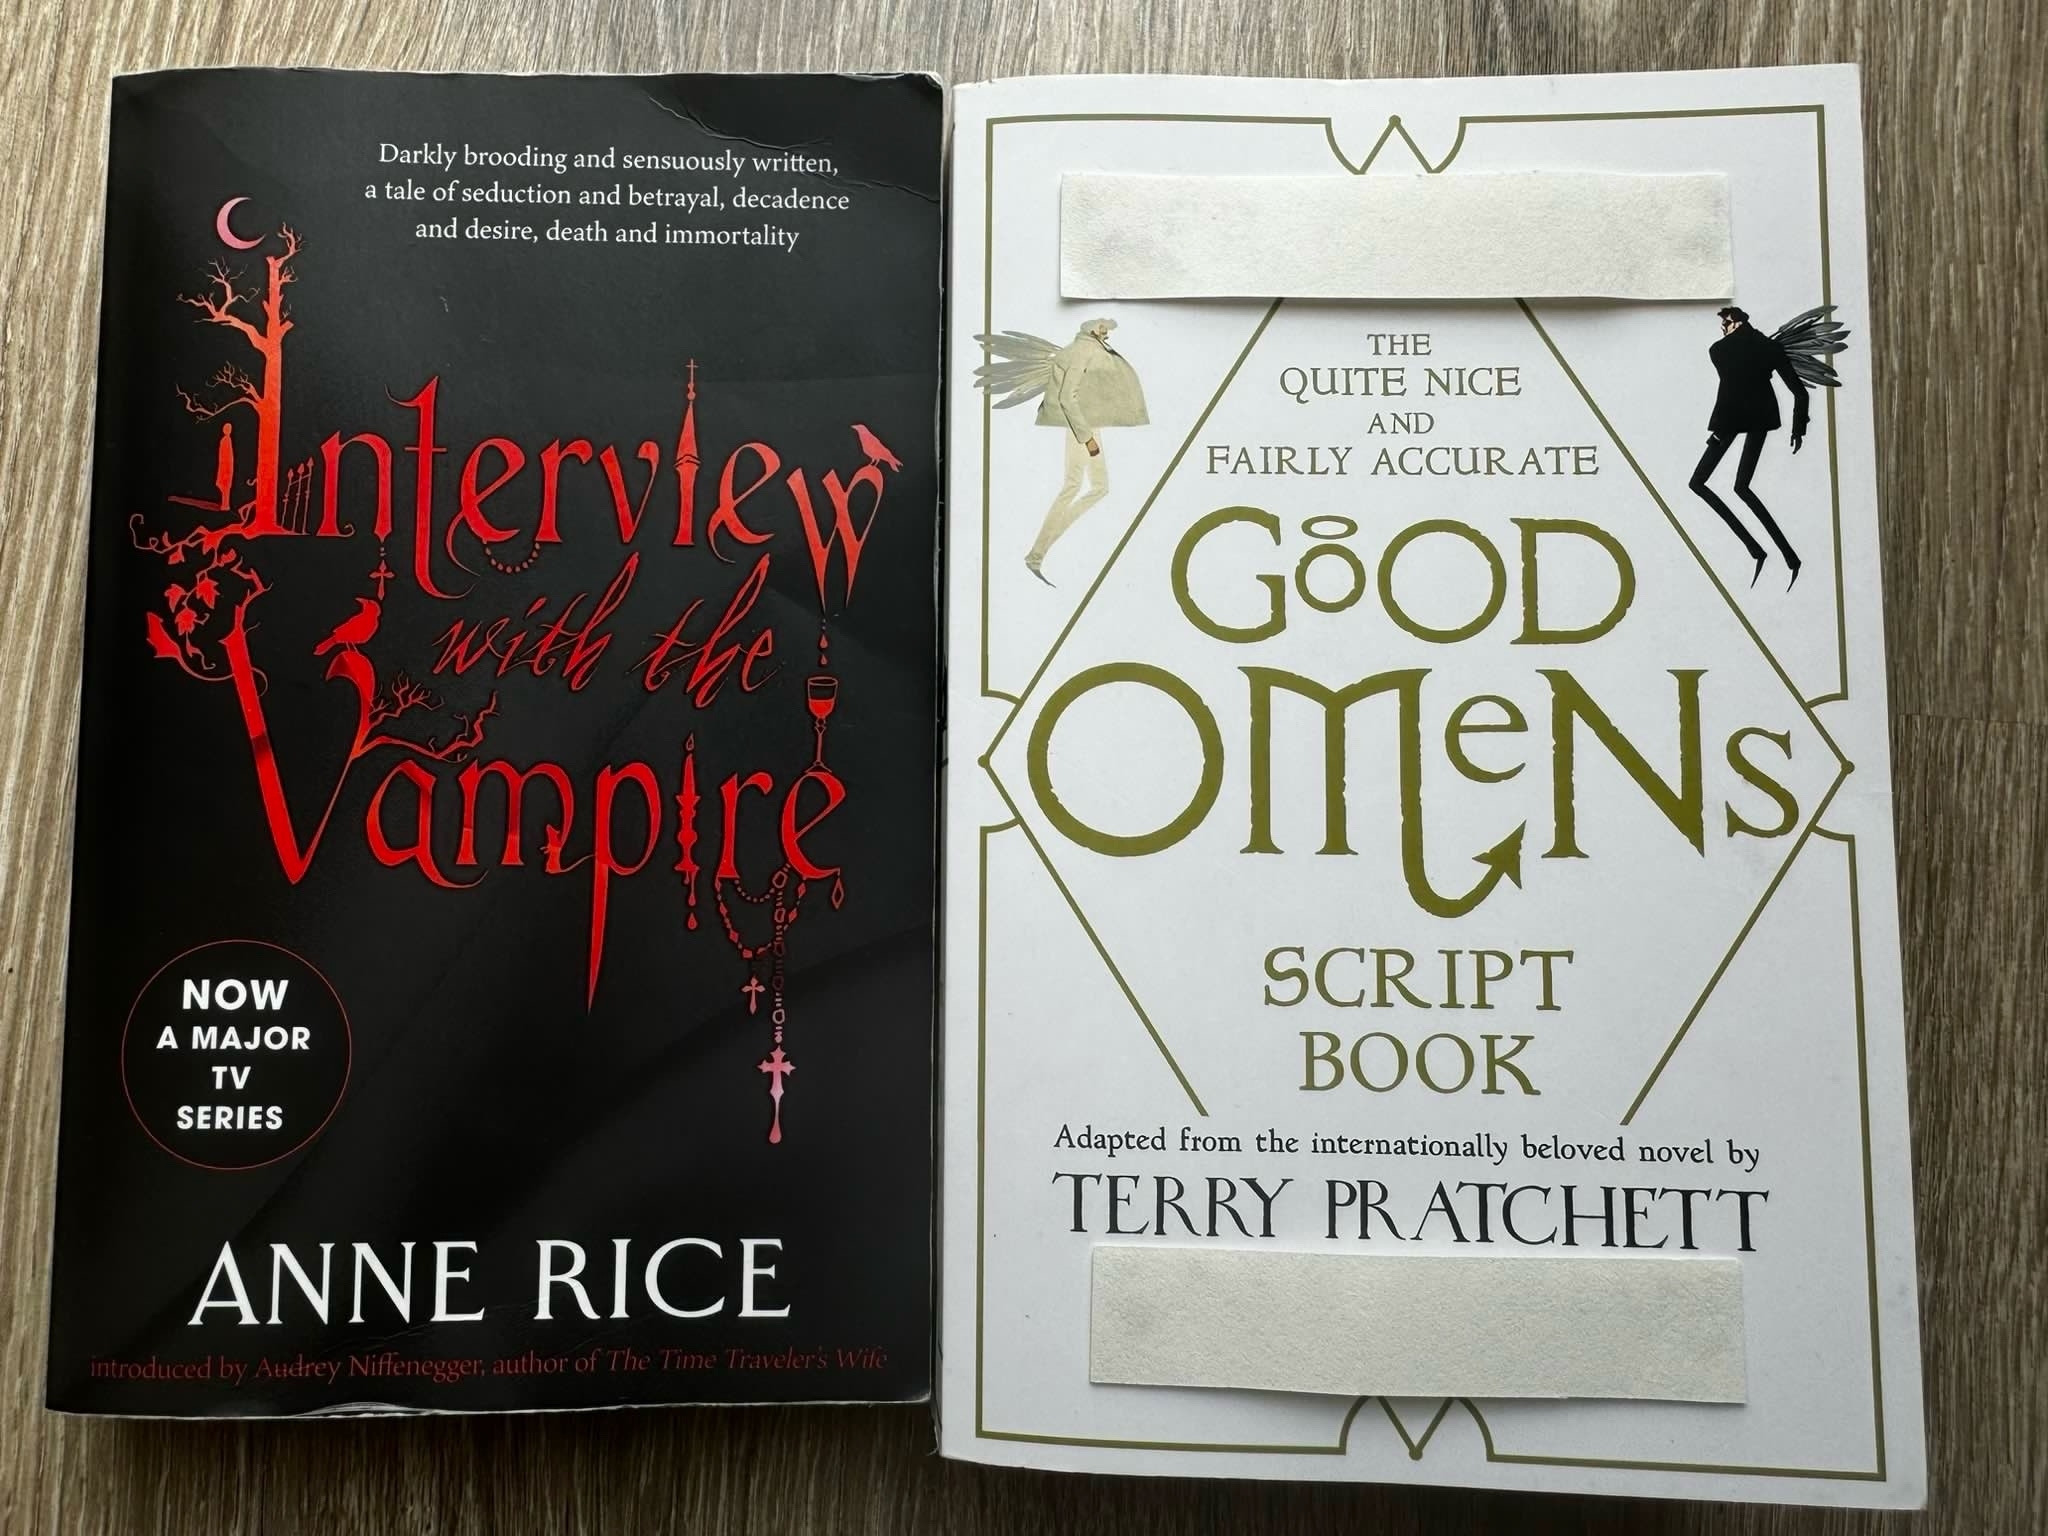 Darkly brooding and sensuously written,
a tale of seduction and betrayal, decadence
and desire, death and immortality
Interview
with the
Vampire
NOW
A MAJOR
TV
SERIES
ANNE RICE
introduced by Audrey Niffenegger, author of The Time Traveler's Wife
THE
QUITE NICE
AND
FAIRLY ACCURATE
GOOD
OMENS
SCRIPT
BOOK
Adapted from the internationally beloved novel by
TERRY PRATCHETT